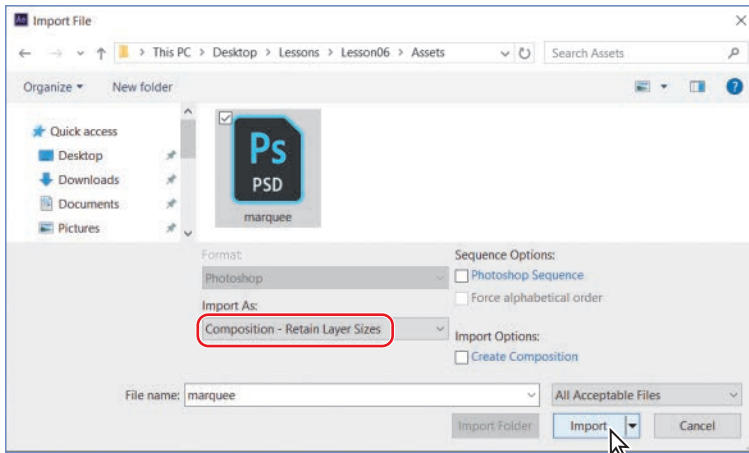 Ae Import File
This PC > Desktop > Lessons > Lesson06 > Assets
Search Assets
Organize
New folder
?
Quick access
Desktop
Downloads
Documents
Pictures
Ps
PSD
marquee
Format:
Photoshop
Import As:
Composition - Retain Layer Sizes
Sequence Options:
Photoshop Sequence
Force alphabetical order
Import Options:
Create Composition
File name: marquee
All Acceptable Files
Import Folder
Import
Cancel